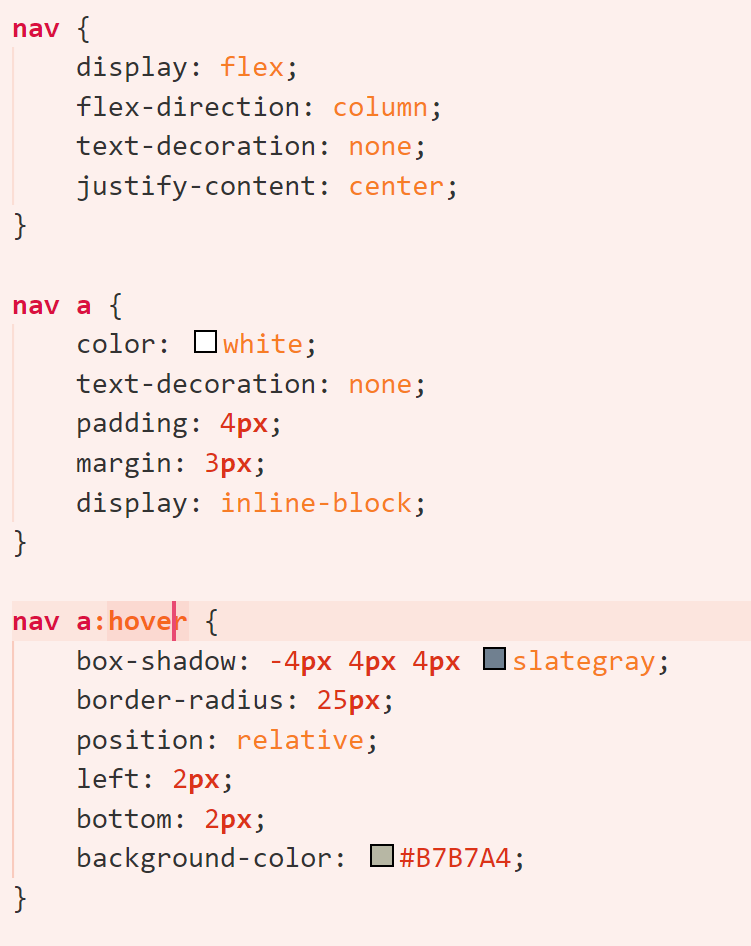 nav {
    display: flex;
    flex-direction: column;
    text-decoration: none;
    justify-content: center;
}

nav a {
    color: white;
    text-decoration: none;
    padding: 4px;
    margin: 3px;
    display: inline-block;
}

nav a:hover {
    box-shadow: -4px 4px 4px slategray;
    border-radius: 25px;
    position: relative;
    left: 2px;
    bottom: 2px;
    background-color: #B7B7A4;
}